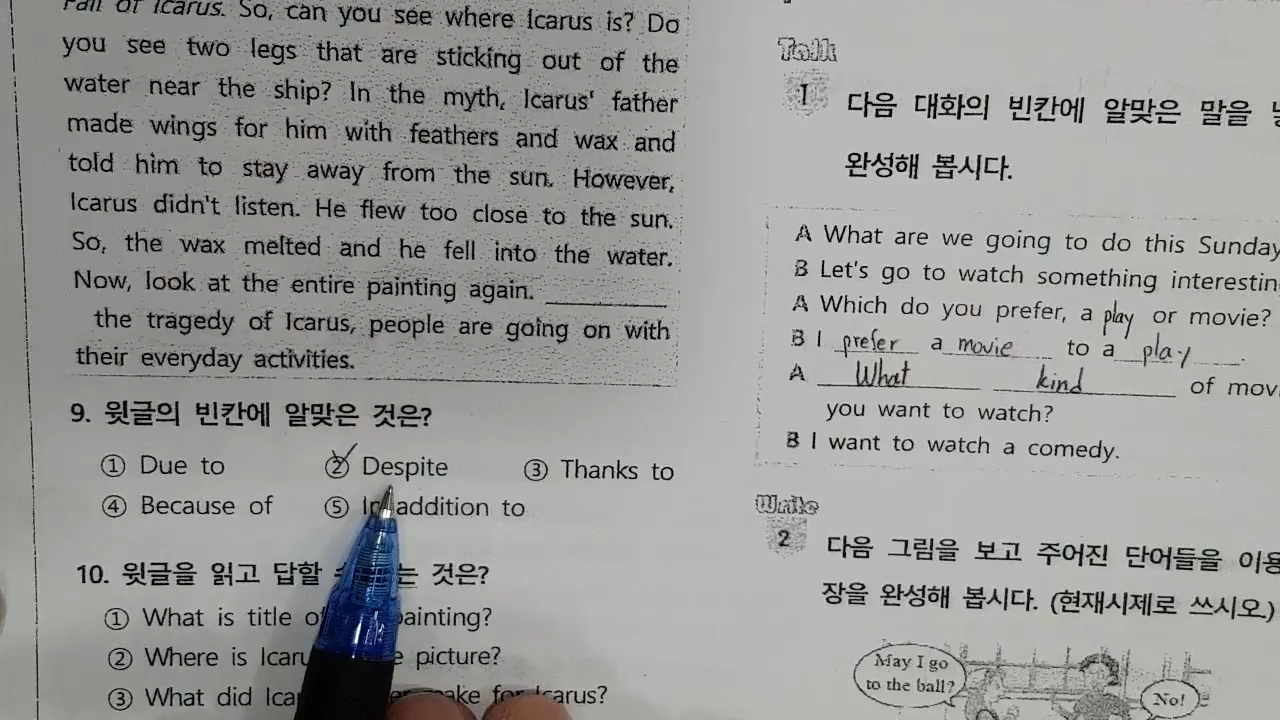 Fall of Icarus. So, can you see where Icarus is? Do
you see two legs that are sticking out of the
water near the ship? In the myth, Icarus' father
made wings for him with feathers and wax and
told him to stay away from the sun. However,
Icarus didn't listen. He flew too close to the sun.
So, the wax melted and he fell into the water.
Now, look at the entire painting again. ____________
the tragedy of Icarus, people are going on with
their everyday activities.
9. 윗글의 빈칸에 알맞은 것은?
① Due to ② Despite ③ Thanks to
④ Because of ⑤ In addition to
10. 윗글을 읽고 답할 는 것은?
① What is title of painting?
② Where is picture?
③ What did for Icarus?
Talk
1 다음 대화의 빈칸에 알맞은 말을
완성해 봅시다.
A What are we going to do this Sunday
B Let's go to watch something
A Which do you prefer, a play or movie?
B I prefer a movie to a play.
A What kind of
you want to watch?
B I want to watch a comedy.
Write
2 다음 그림을 보고 주어진 단어들을
장을 완성해 봅시다. (현재시제로 쓰시오.)
May I go
to the ball?
No!